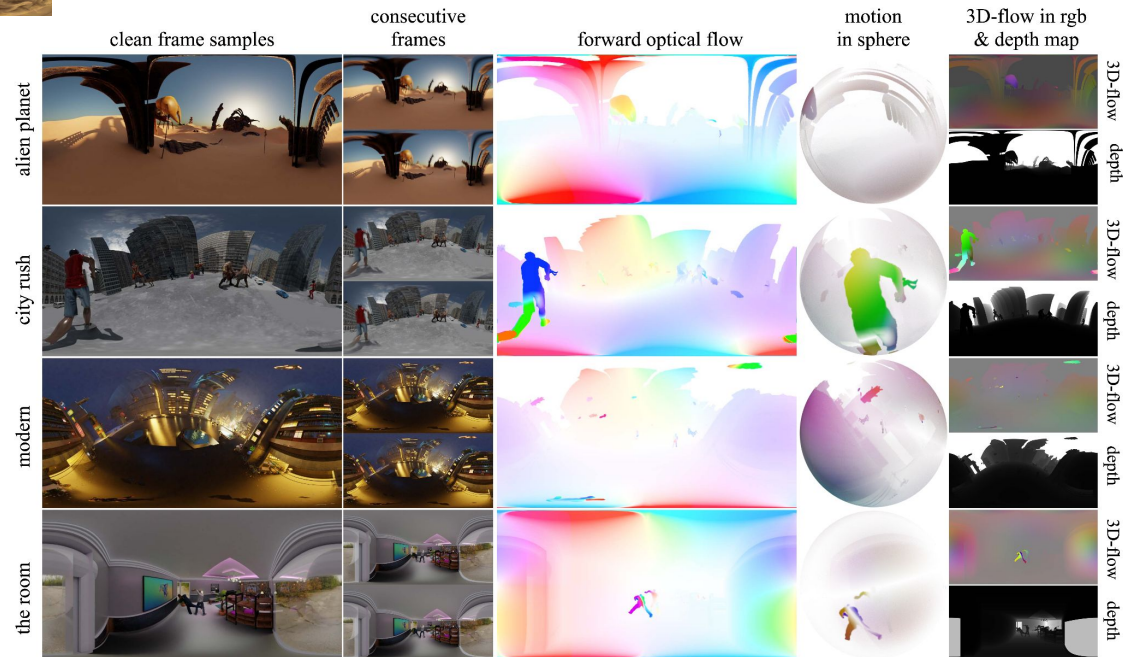 consecutive
frames
motion
in sphere
3D-flow in rgb
& depth map
clean frame samples
forward optical flow
alien planet
3D-flow
depth
city rush
3D-flow
depth
modern
3D-flow
depth
the room
3D-flow
depth